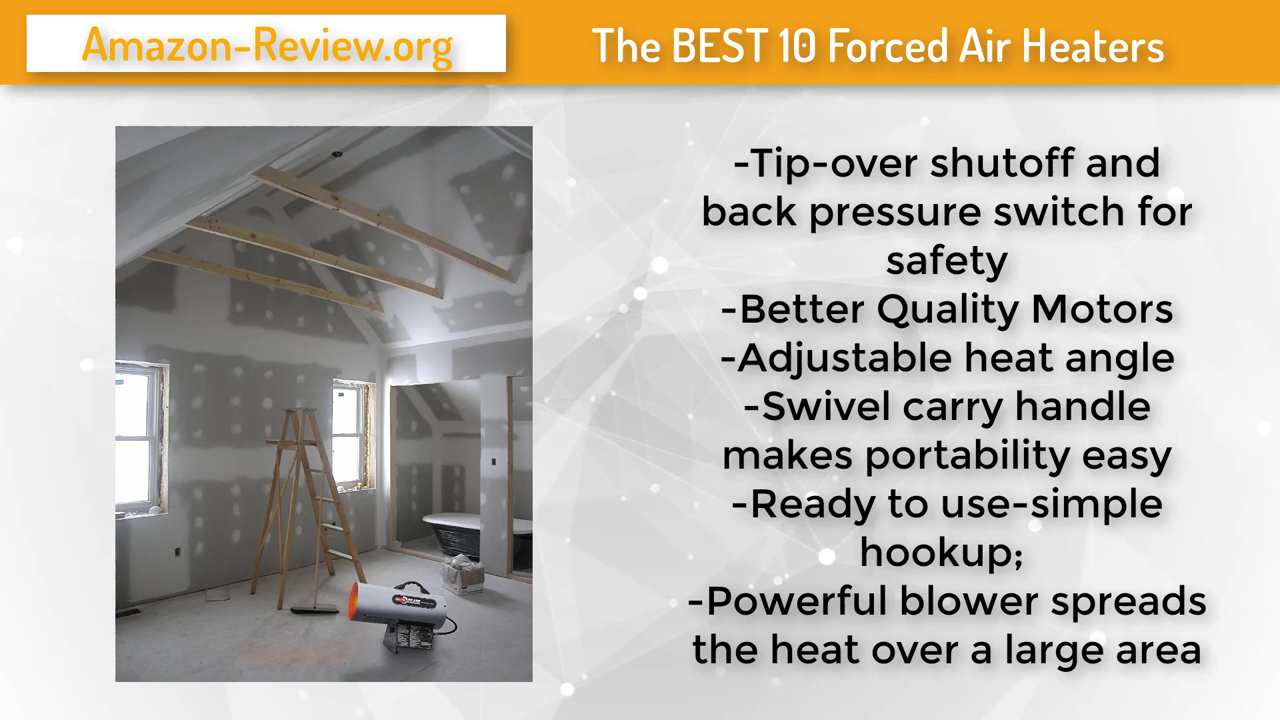 Amazon-Review.org
The BEST 10 Forced Air Heaters
-Tip-over shutoff and
back pressure switch for
safety
-Better Quality Motors
-Adjustable heat angle
-Swivel carry handle
makes portability easy
-Ready to use-simple
hookup;
-Powerful blower spreads
the heat over a large area